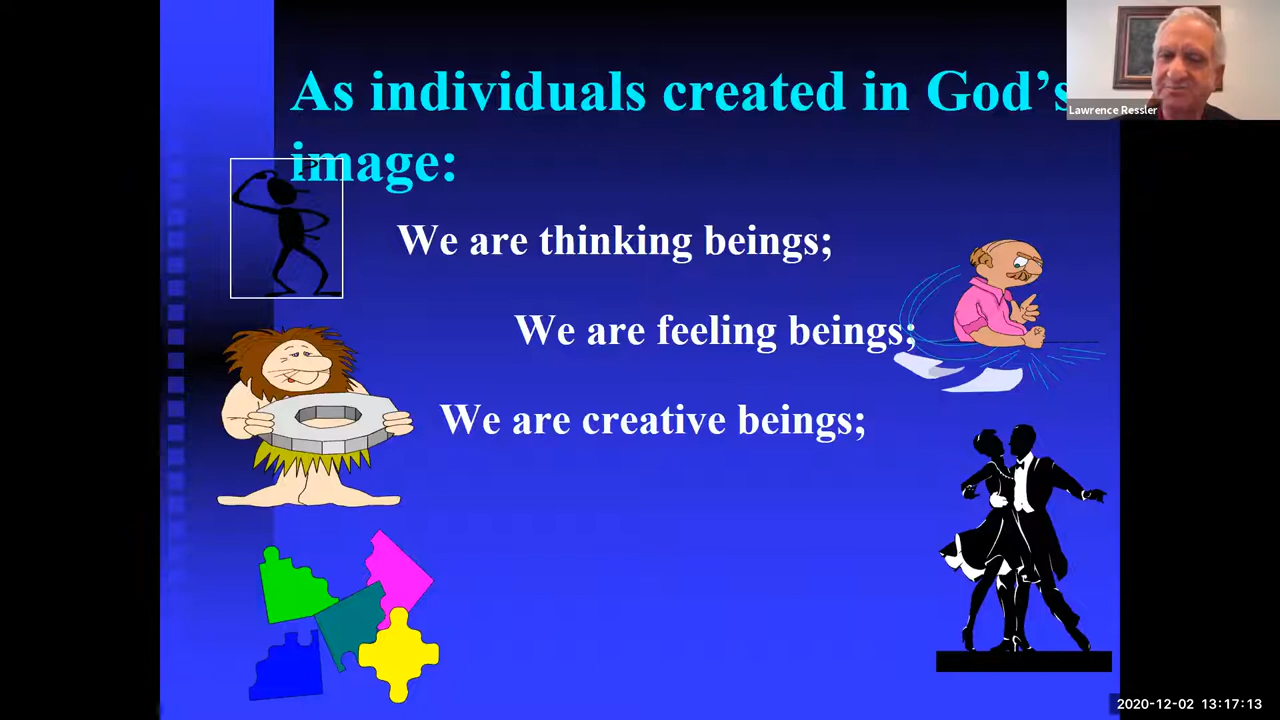 As individuals created in God's
image:
We are thinking beings;
We are feeling beings;
We are creative beings;
Lawrence Ressler
2020-12-02 13:17:13